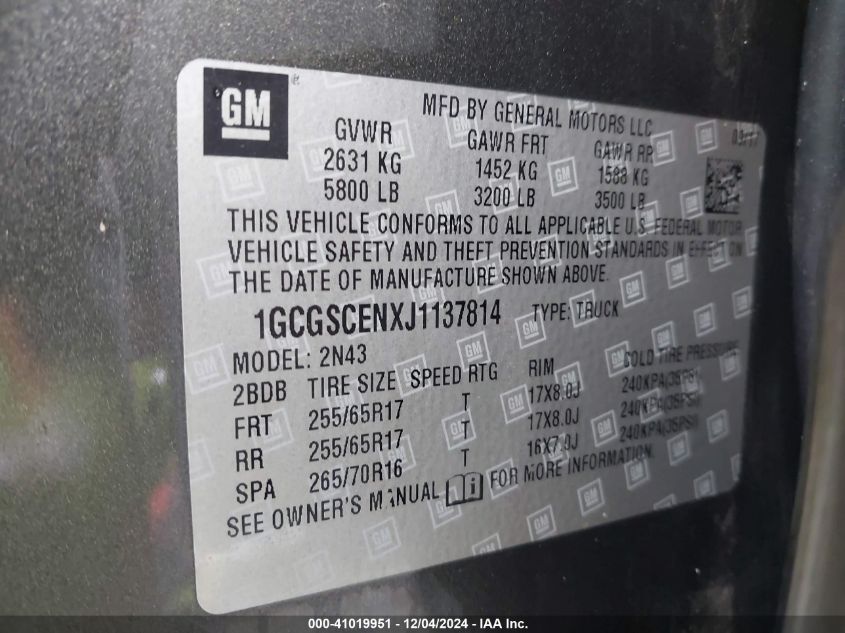 GM
MFD BY GENERAL MOTORS LLC
GVWR GAWR FRT GAWR RR
2631 KG 1452 KG 1588 KG
5800 LB 3200 LB 3500 LB
THIS VEHICLE CONFORMS TO ALL APPLICABLE U.S. FEDERAL MOTOR
VEHICLE SAFETY AND THEFT PREVENTION STANDARDS IN EFFECT ON
THE DATE OF MANUFACTURE SHOWN ABOVE.
1GCGSCENXJ1137814 TYPE: TRUCK
MODEL: 2N43
2BDB TIRE SIZE SPEED RTG RIM COLD TIRE PRESSURE
FRT 255/65R17 T 17X8.0J 240KPA(35PSI)
RR 255/65R17 T 17X8.0J 240KPA(35PSI)
SPA 265/70R16 T 16X7.0J 240KPA(35PSI)
SEE OWNER'S MANUAL FOR MORE INFORMATION.
000-41019951 - 12/04/2024 - IAA Inc.